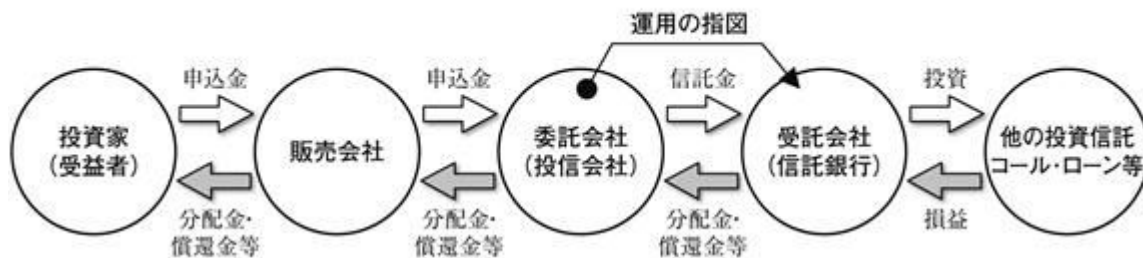 運用の指図
申込金
申込金
信託金
投資
投資家
(受益者)
販売会社
委託会社
(投信会社)
受託会社
(信託銀行)
他の投資信託
コール・ローン等
分配金・
償還金等
分配金・
償還金等
分配金・
償還金等
損益